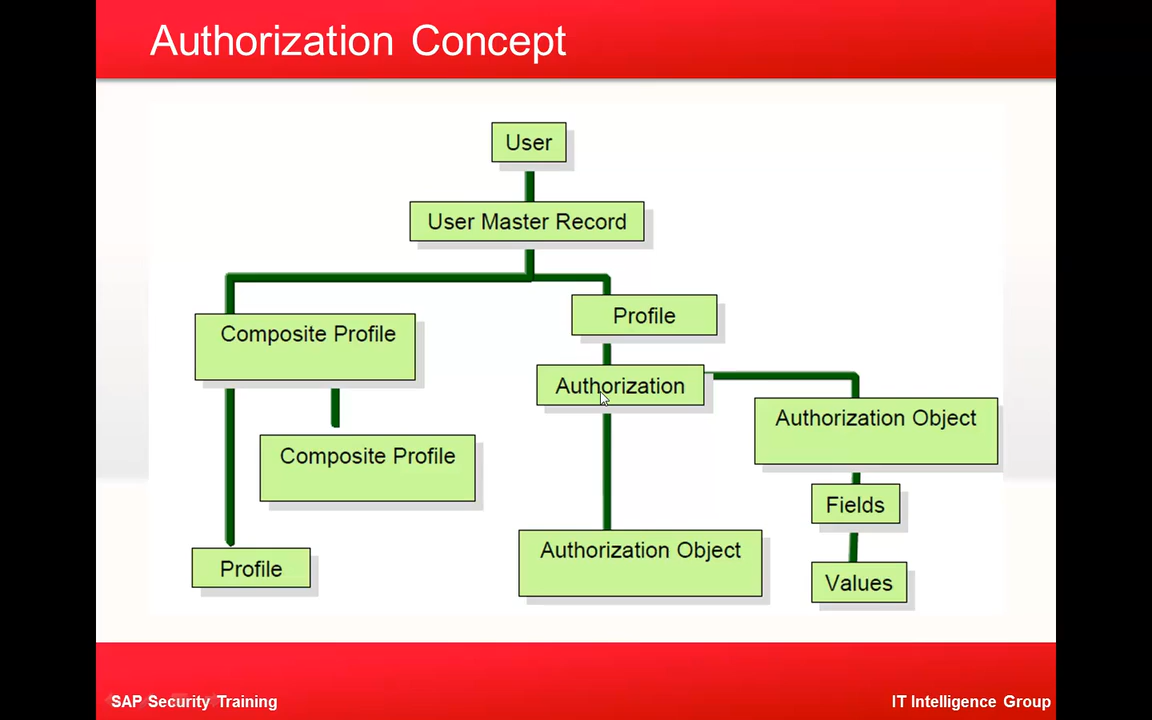 Authorization Concept
User
User Master Record
Profile
Composite Profile
Authorization
Authorization Object
Composite Profile
Fields
Authorization Object
Profile
Values
SAP Security Training
IT Intelligence Group